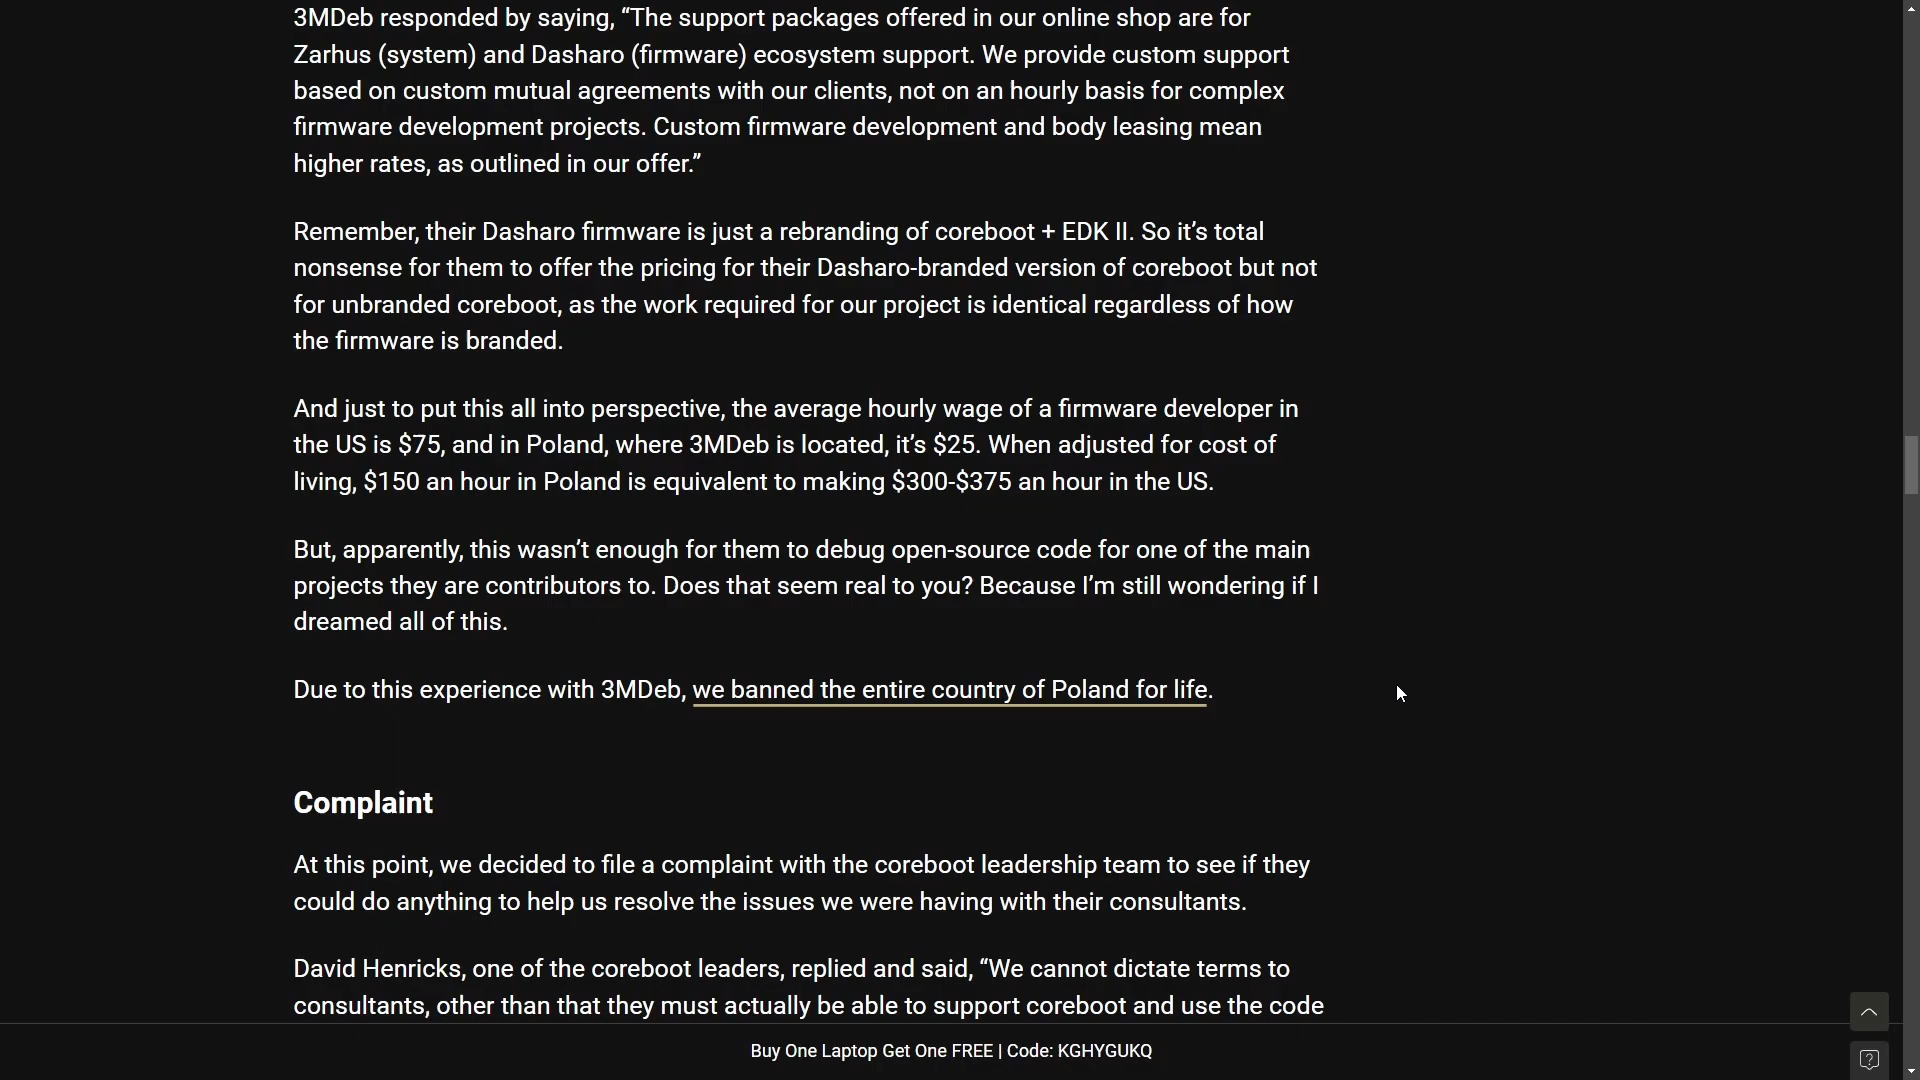 3MDeb responded by saying, “The support packages offered in our online shop are for
Zarhus (system) and Dasharo (firmware) ecosystem support. We provide custom support
based on custom mutual agreements with our clients, not on an hourly basis for complex
firmware development projects. Custom firmware development and body leasing mean
higher rates, as outlined in our offer.”
Remember, their Dasharo firmware is just a rebranding of coreboot + EDK II. So it’s total
nonsense for them to offer the pricing for their Dasharo-branded version of coreboot but not
for unbranded coreboot, as the work required for our project is identical regardless of how
the firmware is branded.
And just to put this all into perspective, the average hourly wage of a firmware developer in
the US is $75, and in Poland, where 3MDeb is located, it’s $25. When adjusted for cost of
living, $150 an hour in Poland is equivalent to making $300-$375 an hour in the US.
But, apparently, this wasn’t enough for them to debug open-source code for one of the main
projects they are contributors to. Does that seem real to you? Because I’m still wondering if I
dreamed all of this.
Due to this experience with 3MDeb, we banned the entire country of Poland for life.
Complaint
At this point, we decided to file a complaint with the coreboot leadership team to see if they
could do anything to help us resolve the issues we were having with their consultants.
David Henricks, one of the coreboot leaders, replied and said, “We cannot dictate terms to
consultants, other than that they must actually be able to support coreboot and use the code
Buy One Laptop Get One FREE | Code: KGHYGUKQ